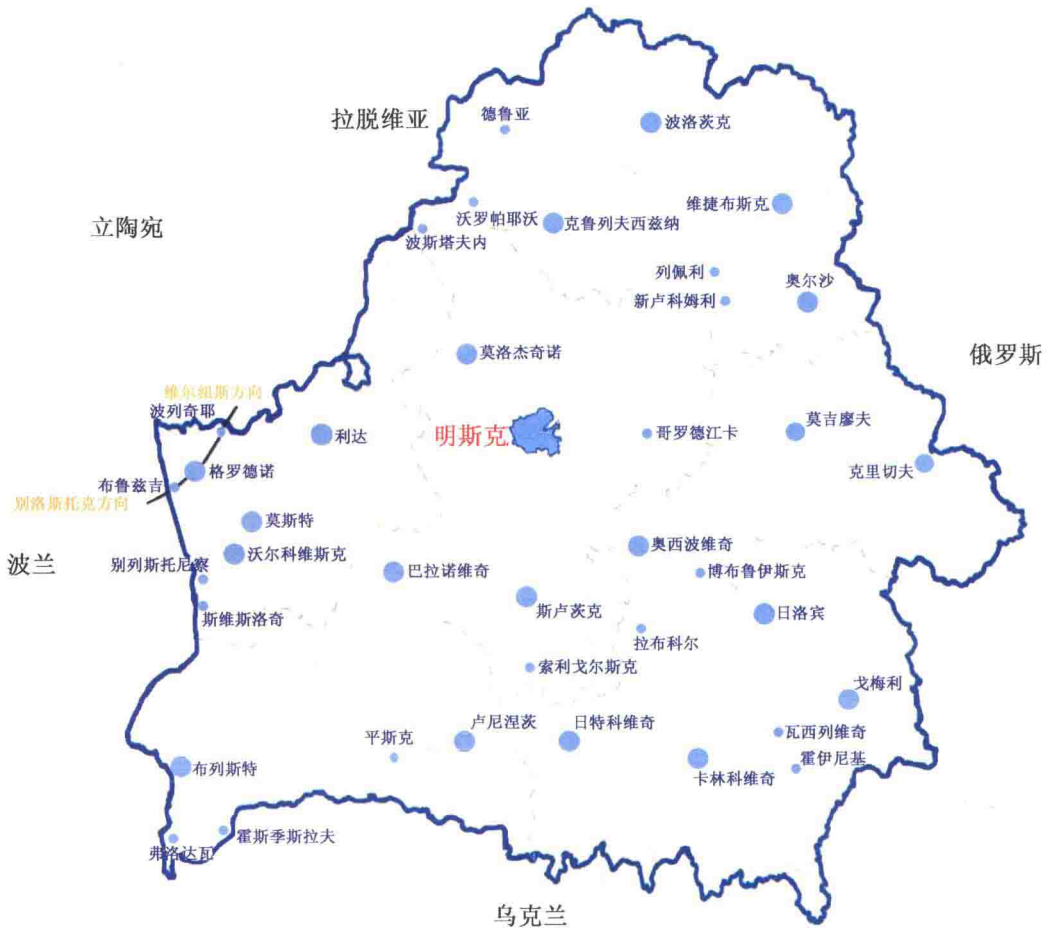 拉脱维亚
德鲁亚
波洛茨克
沃罗帕耶沃
维捷布斯克
立陶宛
波斯塔夫内
克鲁列夫西兹纳
列佩利
奥尔沙
新卢科姆利
莫洛杰奇诺
俄罗斯
维尔纽斯方向
波列奇耶
利达
明斯克
哥罗德江卡
莫吉廖夫
格罗德诺
克里切夫
布鲁兹吉
别洛斯托克方向
莫斯特
波兰
沃尔科维斯克
奥西波维奇
别列斯托尼察
巴拉诺维奇
博布鲁伊斯克
斯维斯洛奇
斯卢茨克
日洛宾
拉布科尔
索利戈尔斯克
戈梅利
卢尼涅茨
日特科维奇
瓦西列维奇
平斯克
布列斯特
卡林科维奇
霍伊尼基
霍斯季斯拉夫
弗洛达瓦
乌克兰